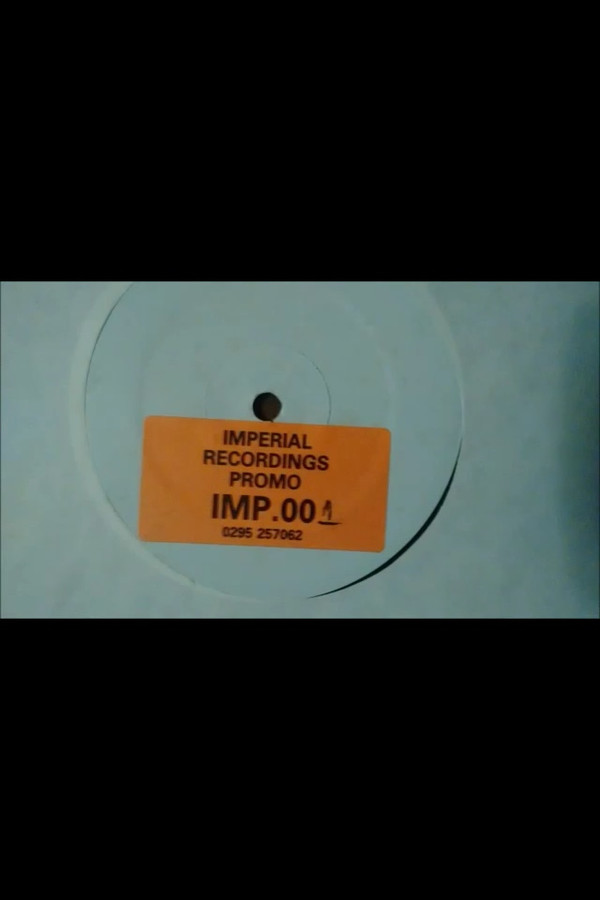 IMPERIAL
RECORDINGS
PROMO
IMP.001
0295 257062